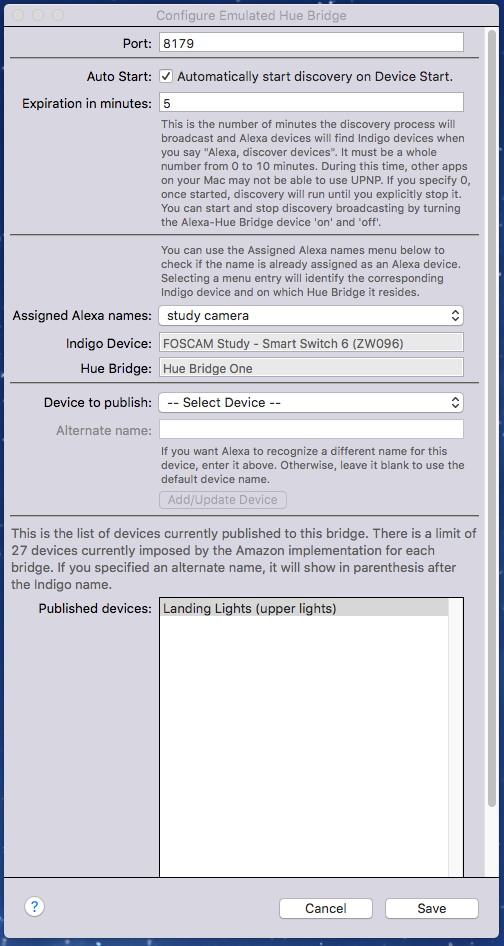 Configure Emulated Hue Bridge
Port: 8179
Auto Start: Automatically start discovery on Device Start.
Expiration in minutes: 5
This is the number of minutes the discovery process will
broadcast and Alexa devices will find Indigo devices when
you say "Alexa, discover devices". It must be a whole
number from 0 to 10 minutes. During this time, other apps
on your Mac may not be able to use UPNP. If you specify 0,
once started, discovery will run until you explicitly stop it.
You can start and stop discovery broadcasting by turning
the Alexa-Hue Bridge device 'on' and 'off'.
You can use the Assigned Alexa names menu below to
check if the name is already assigned as an Alexa device.
Selecting a menu entry will identify the corresponding
Indigo device and on which Hue Bridge it resides.
Assigned Alexa names: study camera
Indigo Device: FOSCAM Study - Smart Switch 6 (ZW096)
Hue Bridge: Hue Bridge One
Device to publish: -- Select Device --
Alternate name:
If you want Alexa to recognize a different name for this
device, enter it above. Otherwise, leave it blank to use the
default device name.
Add/Update Device
This is the list of devices currently published to this bridge. There is a limit of
27 devices currently imposed by the Amazon implementation for each
bridge. If you specified an alternate name, it will show in parenthesis after
the Indigo name.
Published devices: Landing Lights (upper lights)
? Cancel Save